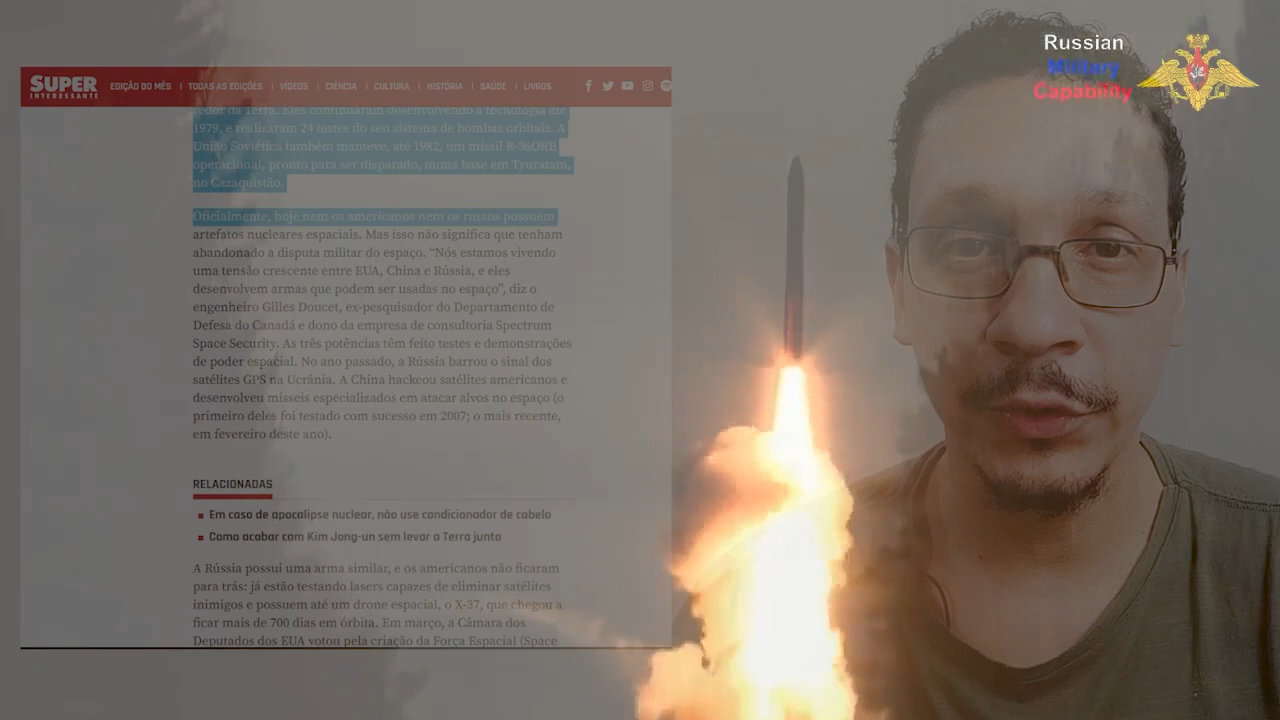 Russian
Military
Capability
SUPER
INTERESSANTE
EDIÇÃO DO MÊS | TODAS AS EDIÇÕES | VÍDEOS | CIÊNCIA | CULTURA | HISTÓRIA | SAÚDE | LIVROS
redor da Terra. Eles continuaram desenvolvendo a tecnologia até
1979, e realizaram 24 testes do seu sistema de bombas orbitais. A
União Soviética também manteve, até 1982, um míssil R-36ORB
operacional, pronto para ser disparado, numa base em Tyuratam,
no Cazaquistão.
Oficialmente, hoje nem os americanos nem os russos possuem
artefatos nucleares espaciais. Mas isso não significa que tenham
abandonado a disputa militar do espaço. “Nós estamos vivendo
uma tensão crescente entre EUA, China e Rússia, e eles
desenvolvem armas que podem ser usadas no espaço”, diz o
engenheiro Gilles Doucet, ex-pesquisador do Departamento de
Defesa do Canadá e dono da empresa de consultoria Spectrum
Space Security. As três potências têm feito testes e demonstrações
de poder espacial. No ano passado, a Rússia barrou o sinal dos
satélites GPS na Ucrânia. A China hackeou satélites americanos e
desenvolveu mísseis especializados em atacar alvos no espaço (o
primeiro deles foi testado com sucesso em 2007; o mais recente,
em fevereiro deste ano).
RELACIONADAS
Em caso de apocalipse nuclear, não use condicionador de cabelo
Como acabar com Kim Jong-un sem levar a Terra junto
A Rússia possui uma arma similar, e os americanos não ficaram
para trás: já estão testando lasers capazes de eliminar satélites
inimigos e possuem até um drone espacial, o X-37, que chegou a
ficar mais de 700 dias em órbita. Em março, a Câmara dos
Deputados dos EUA votou pela criação da Força Espacial (Space